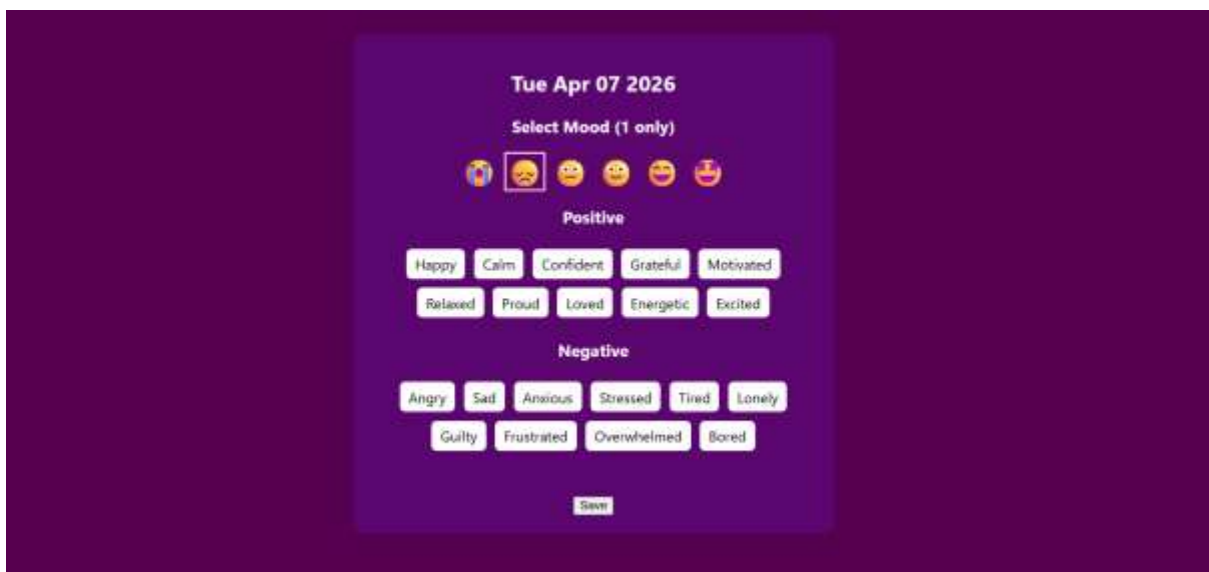 Tue Apr 07 2026
Select Mood (1 only)
Positive
Happy Calm Confident Grateful Motivated
Relaxed Proud Loved Energetic Excited
Negative
Angry Sad Anxious Stressed Tired Lonely
Guilty Frustrated Overwhelmed Bored
Save